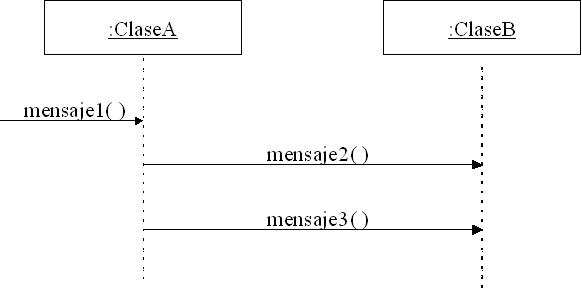 :ClaseA
:ClaseB
mensaje1( )
mensaje2( )
mensaje3( )